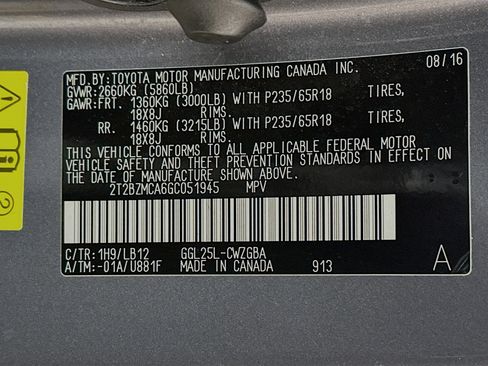 MFD. BY: TOYOTA MOTOR MANUFACTURING CANADA INC. 08/16
GVWR: 2660KG (5860LB)
GAWR: FRT. 1360KG (3000LB) WITH P235/65R18 TIRES,
18X8J RIMS
RR. 1460KG (3215LB) WITH P235/65R18 TIRES,
18X8J RIMS
THIS VEHICLE CONFORMS TO ALL APPLICABLE FEDERAL MOTOR
VEHICLE SAFETY AND THEFT PREVENTION STANDARDS IN EFFECT
ON THE DATE OF MANUFACTURE SHOWN ABOVE.
2T2BZMCA6GC051945 MPV
C/TR: 1H9/LB12 GGL25L-CWZGBA
A/TM: -01A/U881F MADE IN CANADA 913 A
2